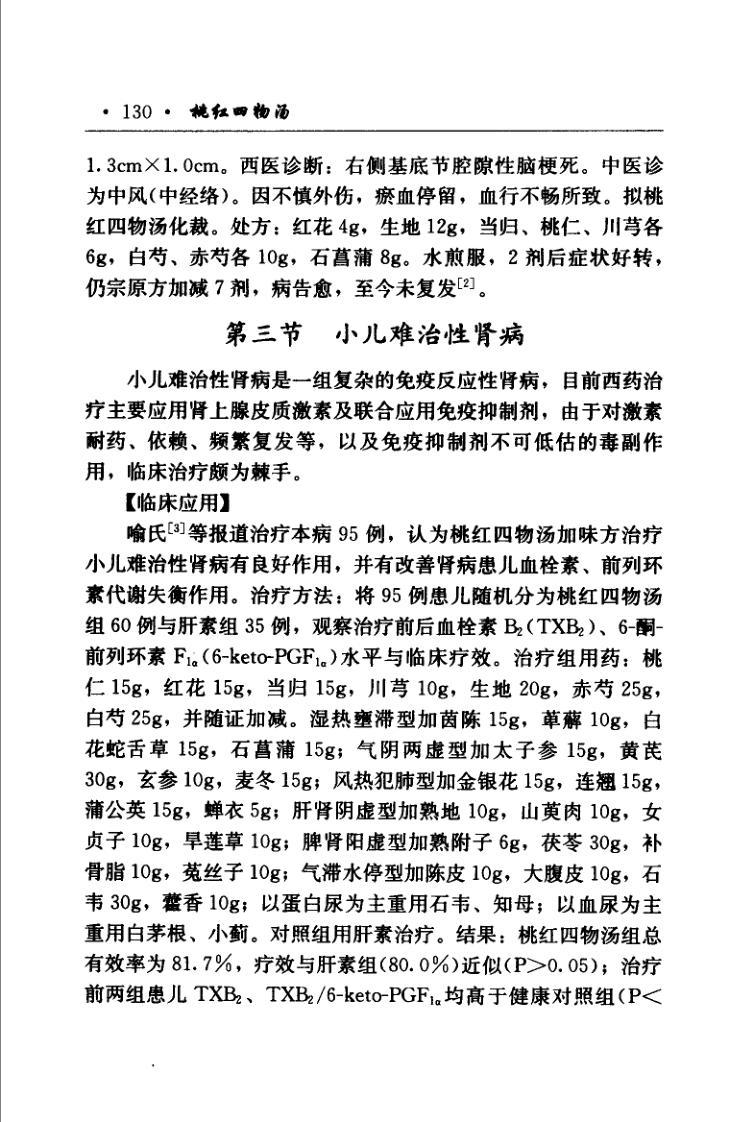 · 130 · 桃红四物汤
1.3cm×1.0cm。西医诊断：右侧基底节腔隙性脑梗死。中医诊
为中风(中经络)。因不慎外伤，瘀血停留，血行不畅所致。拟桃
红四物汤化裁。处方：红花 4g，生地 12g，当归、桃仁、川芎各
6g，白芍、赤芍各 10g，石菖蒲 8g。水煎服，2 剂后症状好转，
仍宗原方加减 7 剂，病告愈，至今未复发[2]。
第三节　小儿难治性肾病
小儿难治性肾病是一组复杂的免疫反应性肾病，目前西药治
疗主要应用肾上腺皮质激素及联合应用免疫抑制剂，由于对激素
耐药、依赖、频繁复发等，以及免疫抑制剂不可低估的毒副作
用，临床治疗颇为棘手。
【临床应用】
喻氏[3]等报道治疗本病 95 例，认为桃红四物汤加味方治疗
小儿难治性肾病有良好作用，并有改善肾病患儿血栓素、前列环
素代谢失衡作用。治疗方法：将 95 例患儿随机分为桃红四物汤
组 60 例与肝素组 35 例，观察治疗前后血栓素 B₂(TXB₂)、6-酮-
前列环素 F₁α(6-keto-PGF₁α)水平与临床疗效。治疗组用药：桃
仁 15g，红花 15g，当归 15g，川芎 10g，生地 20g，赤芍 25g，
白芍 25g，并随证加减。湿热壅滞型加茵陈 15g，萆薢 10g，白
花蛇舌草 15g，石菖蒲 15g；气阴两虚型加太子参 15g，黄芪
30g，玄参 10g，麦冬 15g；风热犯肺型加金银花 15g，连翘 15g，
蒲公英 15g，蝉衣 5g；肝肾阴虚型加熟地 10g，山萸肉 10g，女
贞子 10g，旱莲草 10g；脾肾阳虚型加熟附子 6g，茯苓 30g，补
骨脂 10g，菟丝子 10g；气滞水停型加陈皮 10g，大腹皮 10g，石
韦 30g，藿香 10g；以蛋白尿为主重用石韦、知母；以血尿为主
重用白茅根、小蓟。对照组用肝素治疗。结果：桃红四物汤组总
有效率为 81.7%，疗效与肝素组(80.0%)近似(P>0.05)；治疗
前两组患儿 TXB₂、TXB₂/6-keto-PGF₁α均高于健康对照组(P<